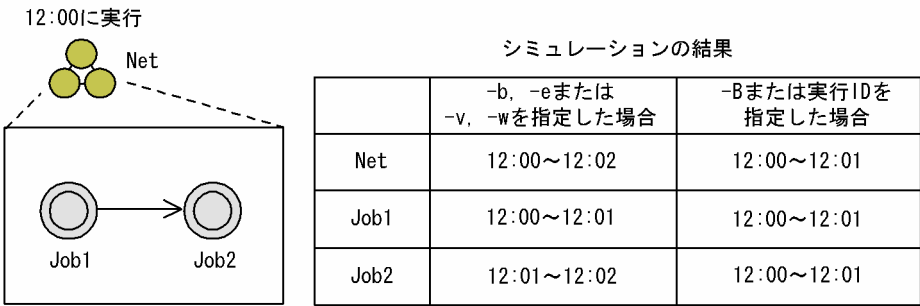 12:00に実行
Net
Job1
Job2
シミュレーションの結果
-b, -eまたは
-v, -wを指定した場合
-Bまたは実行IDを
指定した場合
Net
12:00～12:02
12:00～12:01
Job1
12:00～12:01
12:00～12:01
Job2
12:01～12:02
12:00～12:01